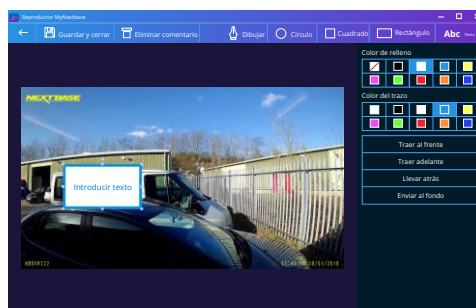 Reproductor MyNextbase
Guardar y cerrar
Eliminar comentario
Dibujar
Círculo
Cuadrado
Rectángulo
Abc Texto
Color de relleno
NEXTBASE
Color del trazo
Traer al frente
Traer adelante
Introducir texto
Llevar atrás
Enviar al fondo